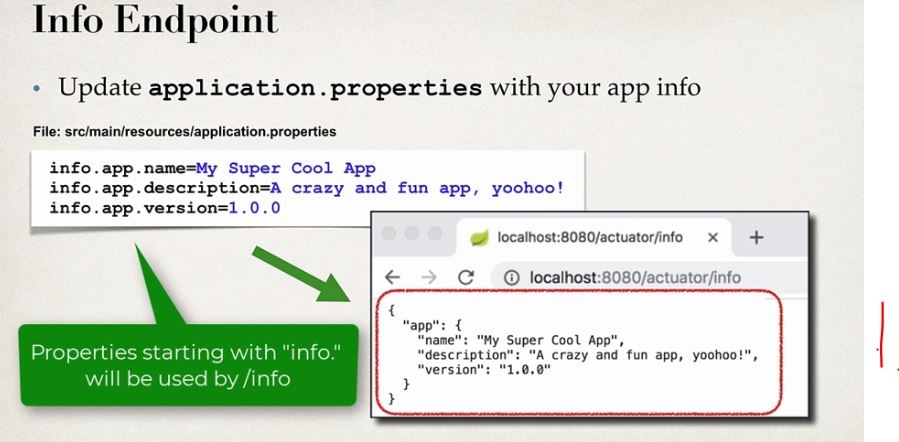 Info Endpoint
• Update application.properties with your app info
File: src/main/resources/application.properties
info.app.name=My Super Cool App
info.app.description=A crazy and fun app, yoohoo!
info.app.version=1.0.0
localhost:8080/actuator/info
localhost:8080/actuator/info
{
"app": {
"name": "My Super Cool App",
"description": "A crazy and fun app, yoohoo!",
"version": "1.0.0"
}
}
Properties starting with "info."
will be used by /info